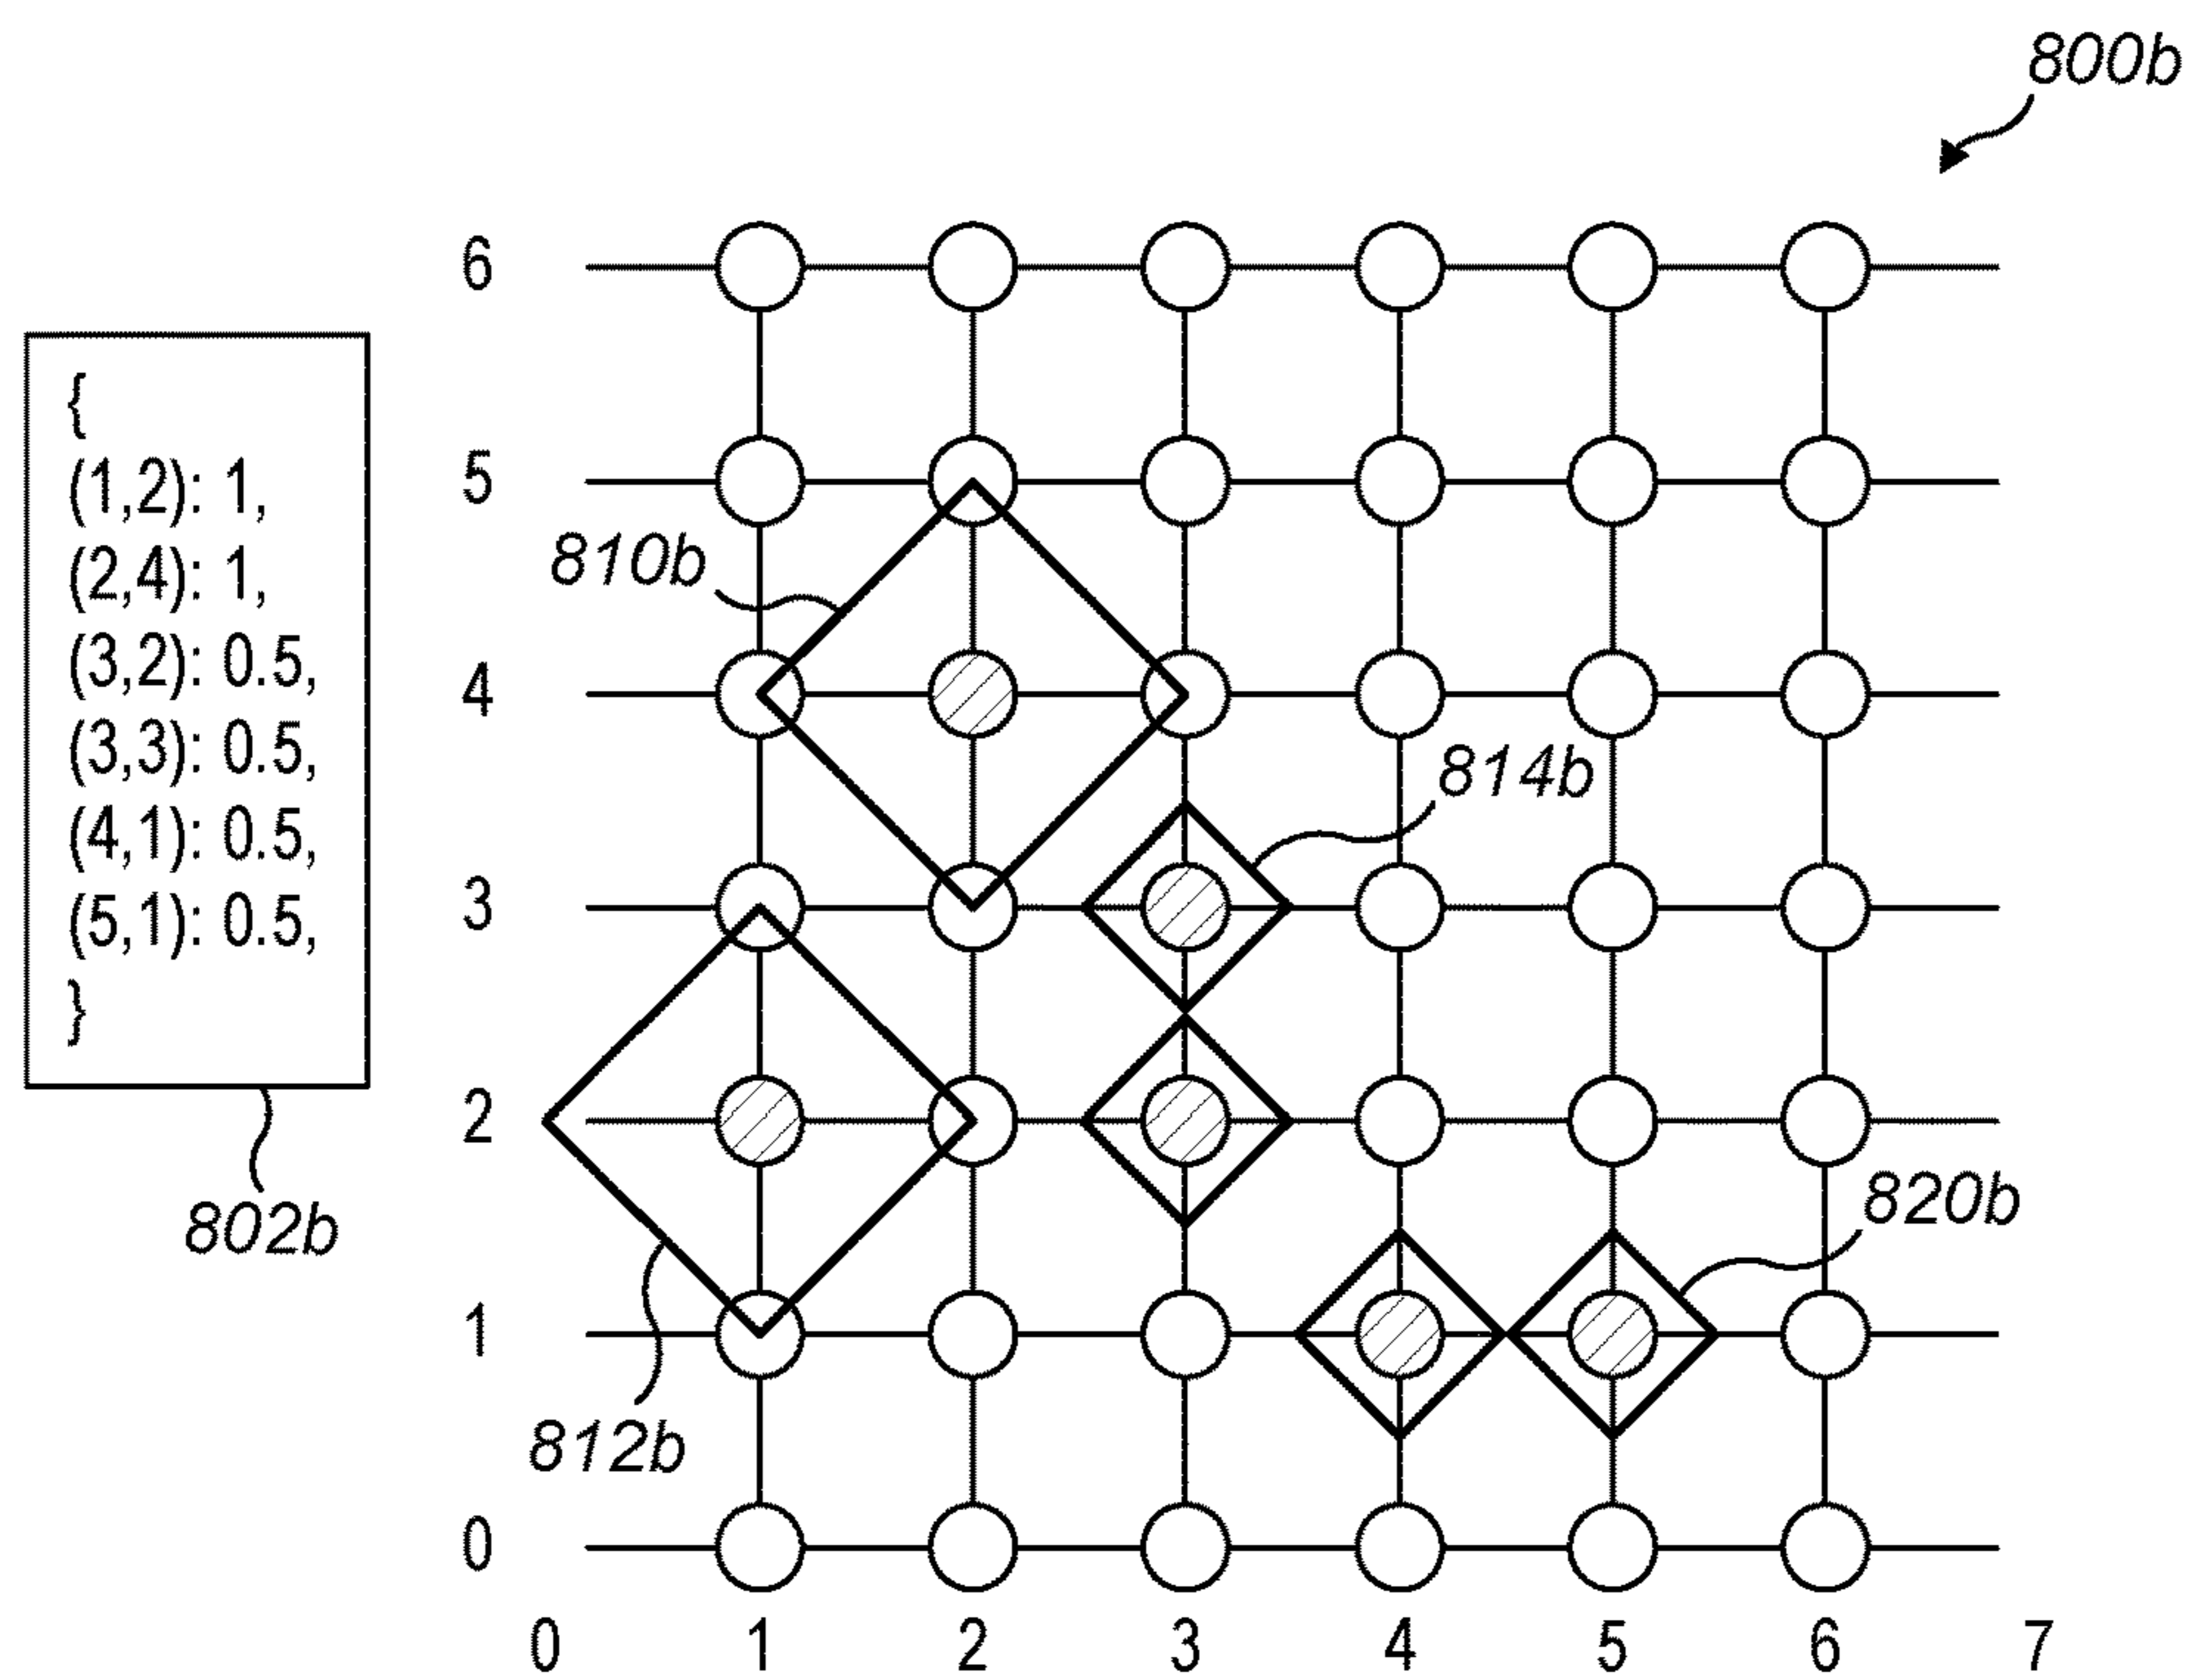 800b
6
{
(1,2): 1,
(2,4): 1,
(3,2): 0.5,
(3,3): 0.5,
(4,1): 0.5,
(5,1): 0.5,
}
802b
5
810b
4
814b
3
2
820b
1
812b
0
0 1 2 3 4 5 6 7